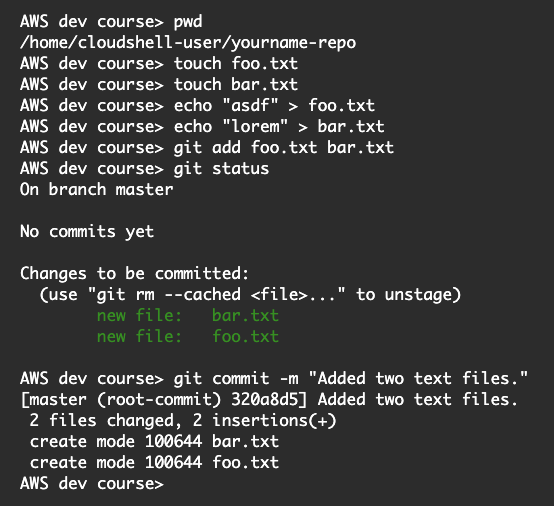 AWS dev course> pwd
/home/cloudshell-user/yourname-repo
AWS dev course> touch foo.txt
AWS dev course> touch bar.txt
AWS dev course> echo "asdf" > foo.txt
AWS dev course> echo "lorem" > bar.txt
AWS dev course> git add foo.txt bar.txt
AWS dev course> git status
On branch master

No commits yet

Changes to be committed:
  (use "git rm --cached <file>..." to unstage)
        new file:   bar.txt
        new file:   foo.txt

AWS dev course> git commit -m "Added two text files."
[master (root-commit) 320a8d5] Added two text files.
 2 files changed, 2 insertions(+)
 create mode 100644 bar.txt
 create mode 100644 foo.txt
AWS dev course>